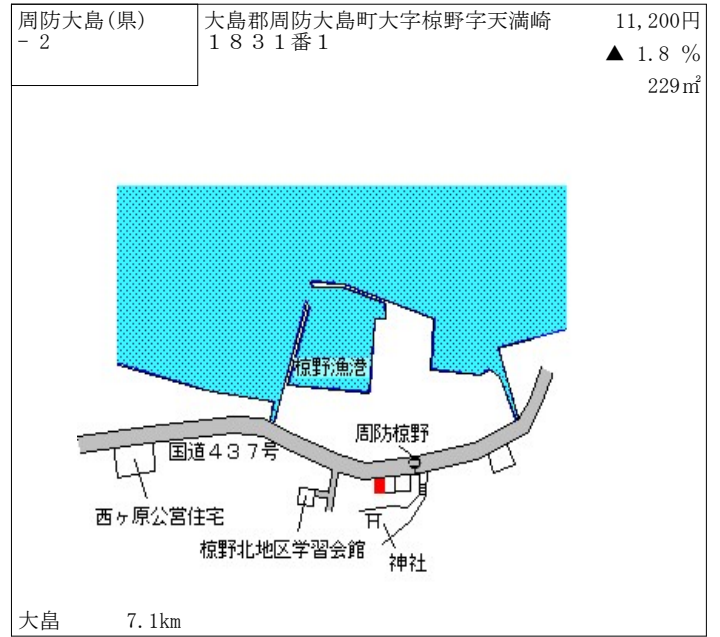 周防大島(県)
- 2
大島郡周防大島町大字椋野字天満崎
１８３１番1
11,200円
▲ 1.8 %
229㎡
椋野漁港
周防椋野
国道４３７号
西ヶ原公営住宅
椋野北地区学習会館
神社
大畠 7.1km